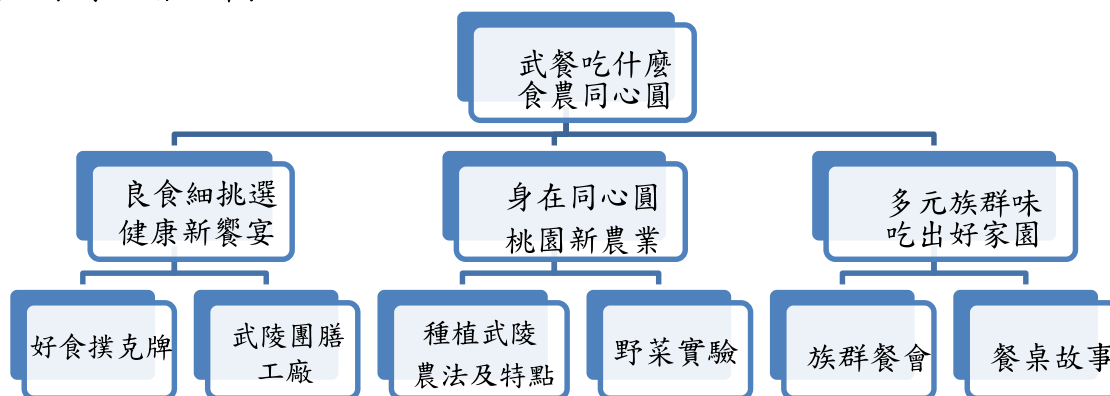 武餐吃什麼
食農同心圓
良食細挑選
健康新饗宴
身在同心圓
桃園新農業
多元族群味
吃出好家園
好食撲克牌
武陵團膳
工廠
種植武陵
農法及特點
野菜實驗
族群餐會
餐桌故事